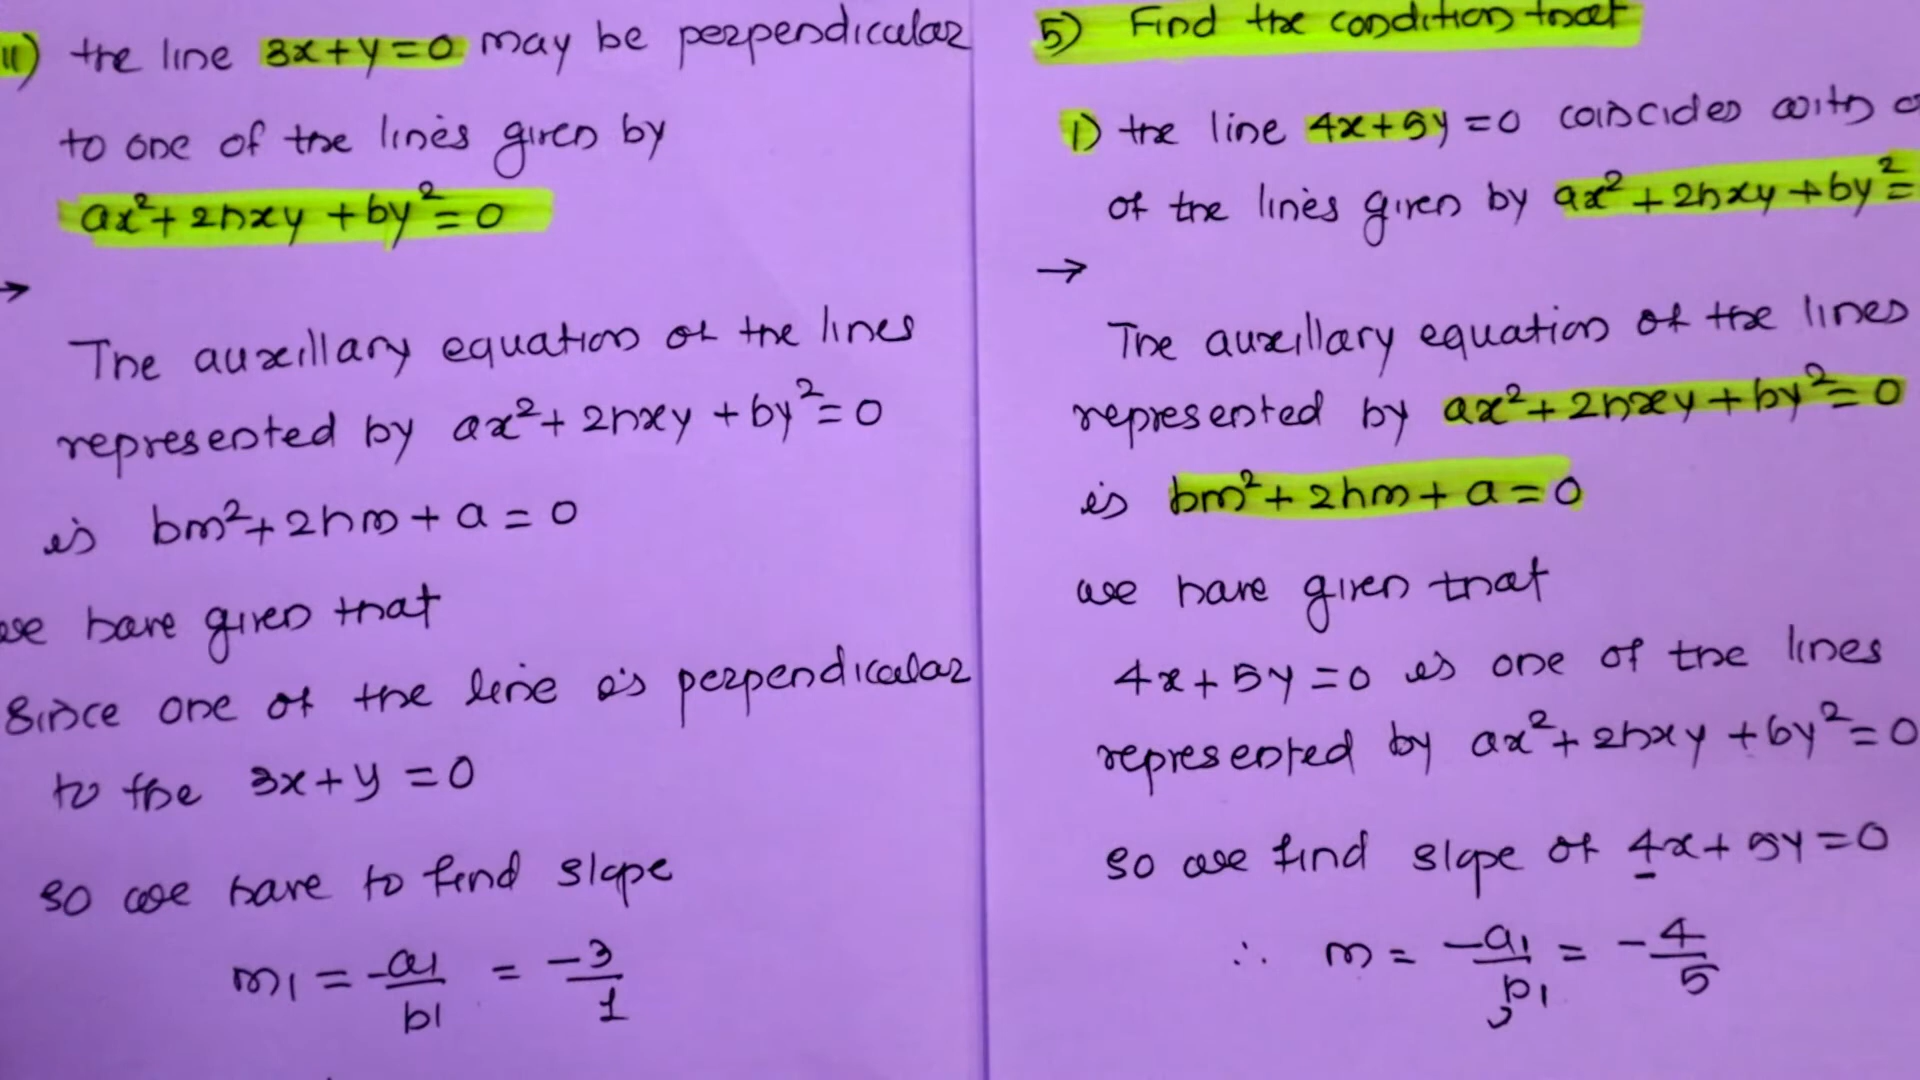 ii) the line 3x+y=0 may be perpendicular
to one of the lines given by
ax²+2hxy+by²=0
→
The auxillary equation of the lines
represented by ax²+2hxy+by²=0
is bm²+2hm+a=0
we have given that
Since one of the line is perpendicular
to the 3x+y=0
so we have to find slope
m1 = -a1/b1 = -3/1
5) Find the condition that
i) the line 4x+5y=0 coincides with
of the lines given by ax²+2hxy+by²=
→
The auxillary equation of the lines
represented by ax²+2hxy+by²=0
is bm²+2hm+a=0
we have given that
4x+5y=0 is one of the lines
represented by ax²+2hxy+by²=0
so we find slope of 4x+5y=0
∴ m = -a1/b1 = -4/5